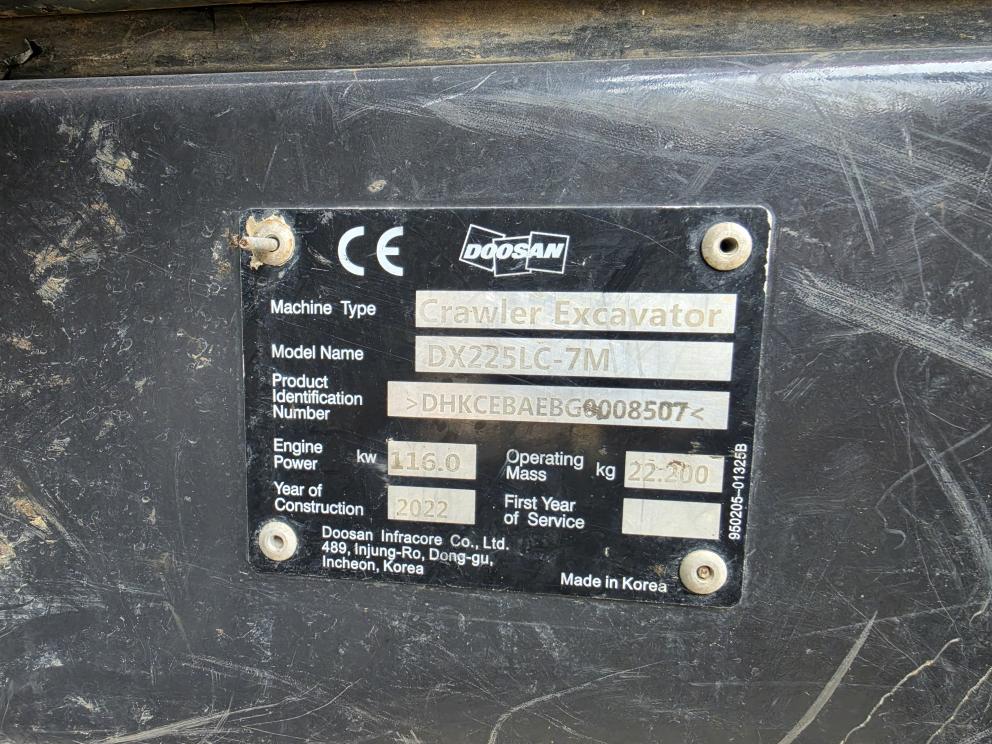 CE DOOSAN
Machine Type Crawler Excavator
Model Name DX225LC-7M
Product
Identification
Number >DHKCEBAEBG0008507<
Engine
Power kw 116.0
Operating
Mass kg 22.200
Year of
Construction 2022
First Year
of Service
Doosan Infracore Co., Ltd.
489, Injung-Ro, Dong-gu,
Incheon, Korea
Made in Korea
950205-01325B